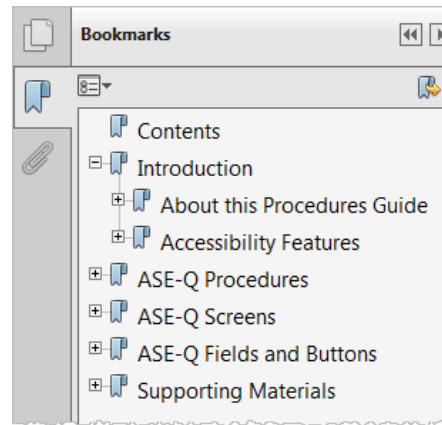 Bookmarks
Contents
Introduction
About this Procedures Guide
Accessibility Features
ASE-Q Procedures
ASE-Q Screens
ASE-Q Fields and Buttons
Supporting Materials